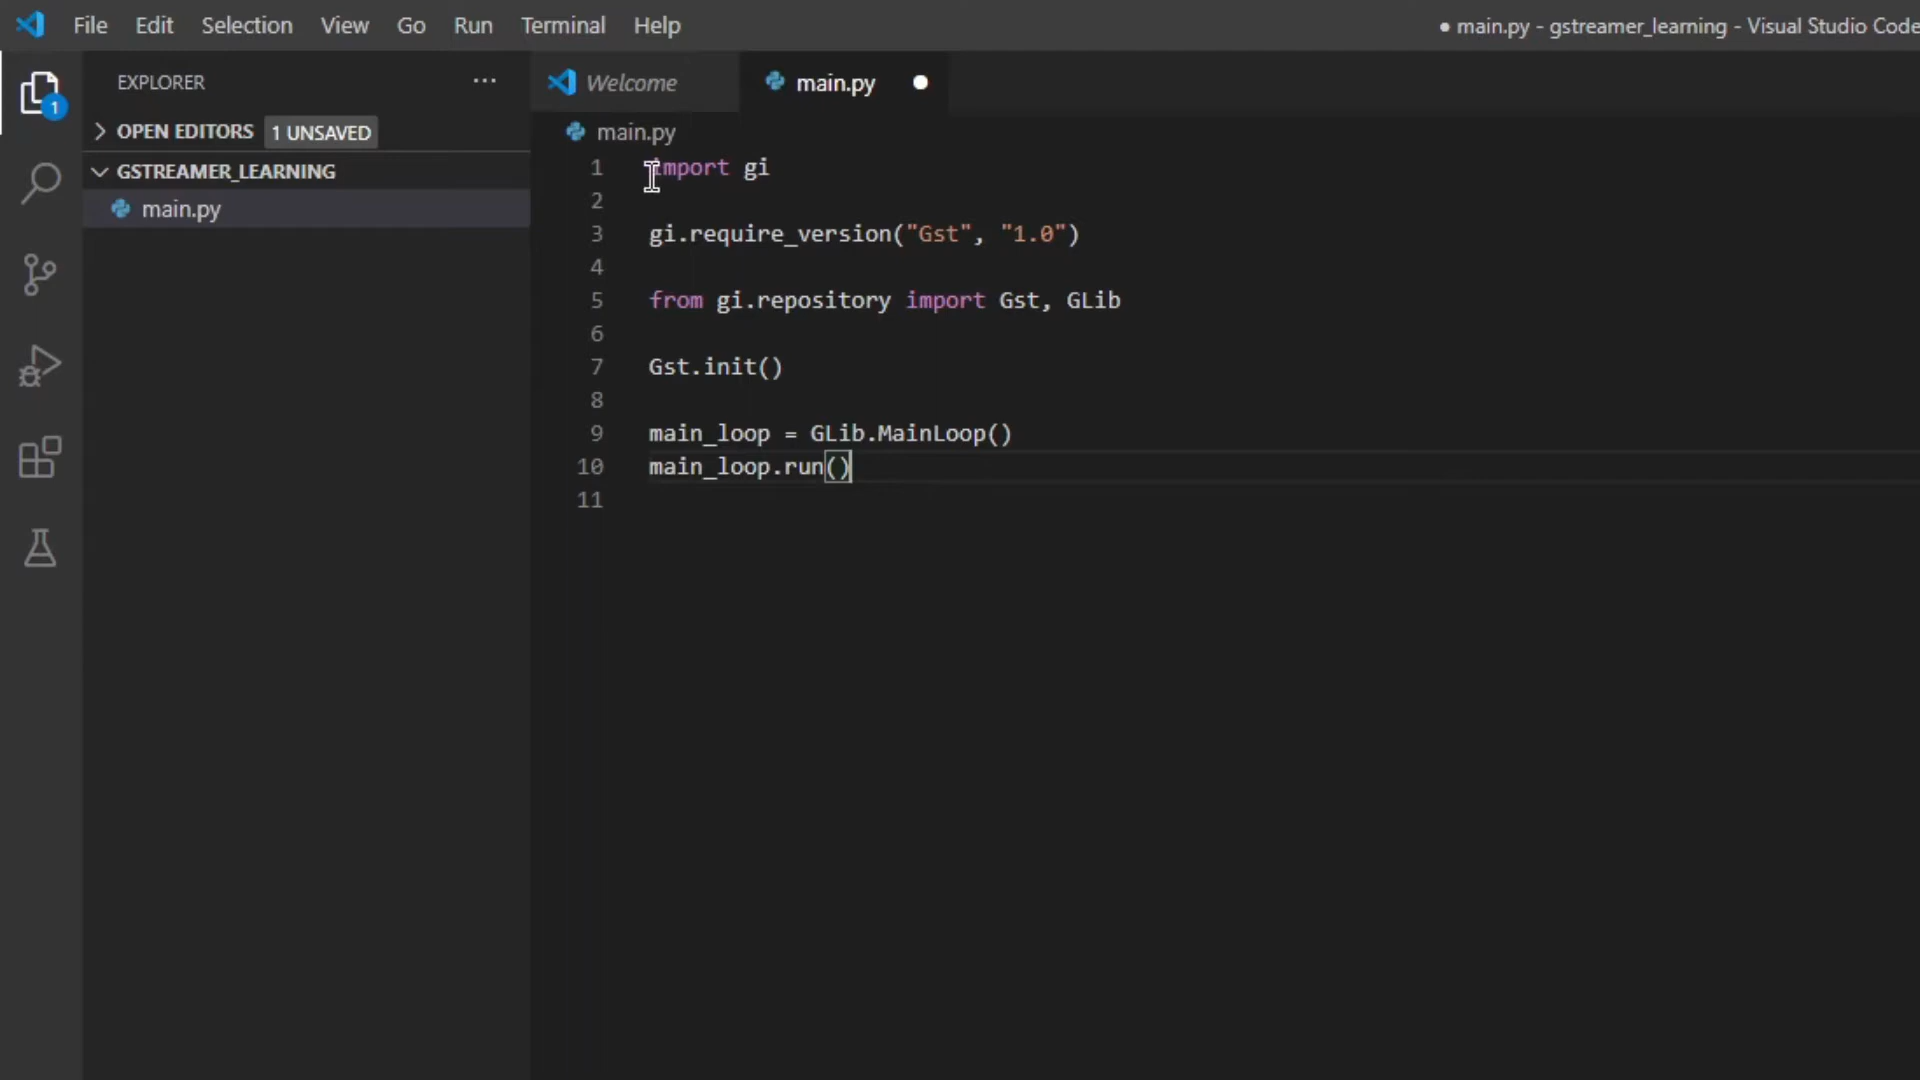 File Edit Selection View Go Run Terminal Help
● main.py - gstreamer_learning - Visual Studio Code
EXPLORER ···
Welcome
main.py
1
OPEN EDITORS 1 UNSAVED
GSTREAMER_LEARNING
main.py
main.py
1 import gi
2
3 gi.require_version("Gst", "1.0")
4
5 from gi.repository import Gst, GLib
6
7 Gst.init()
8
9 main_loop = GLib.MainLoop()
10 main_loop.run()
11